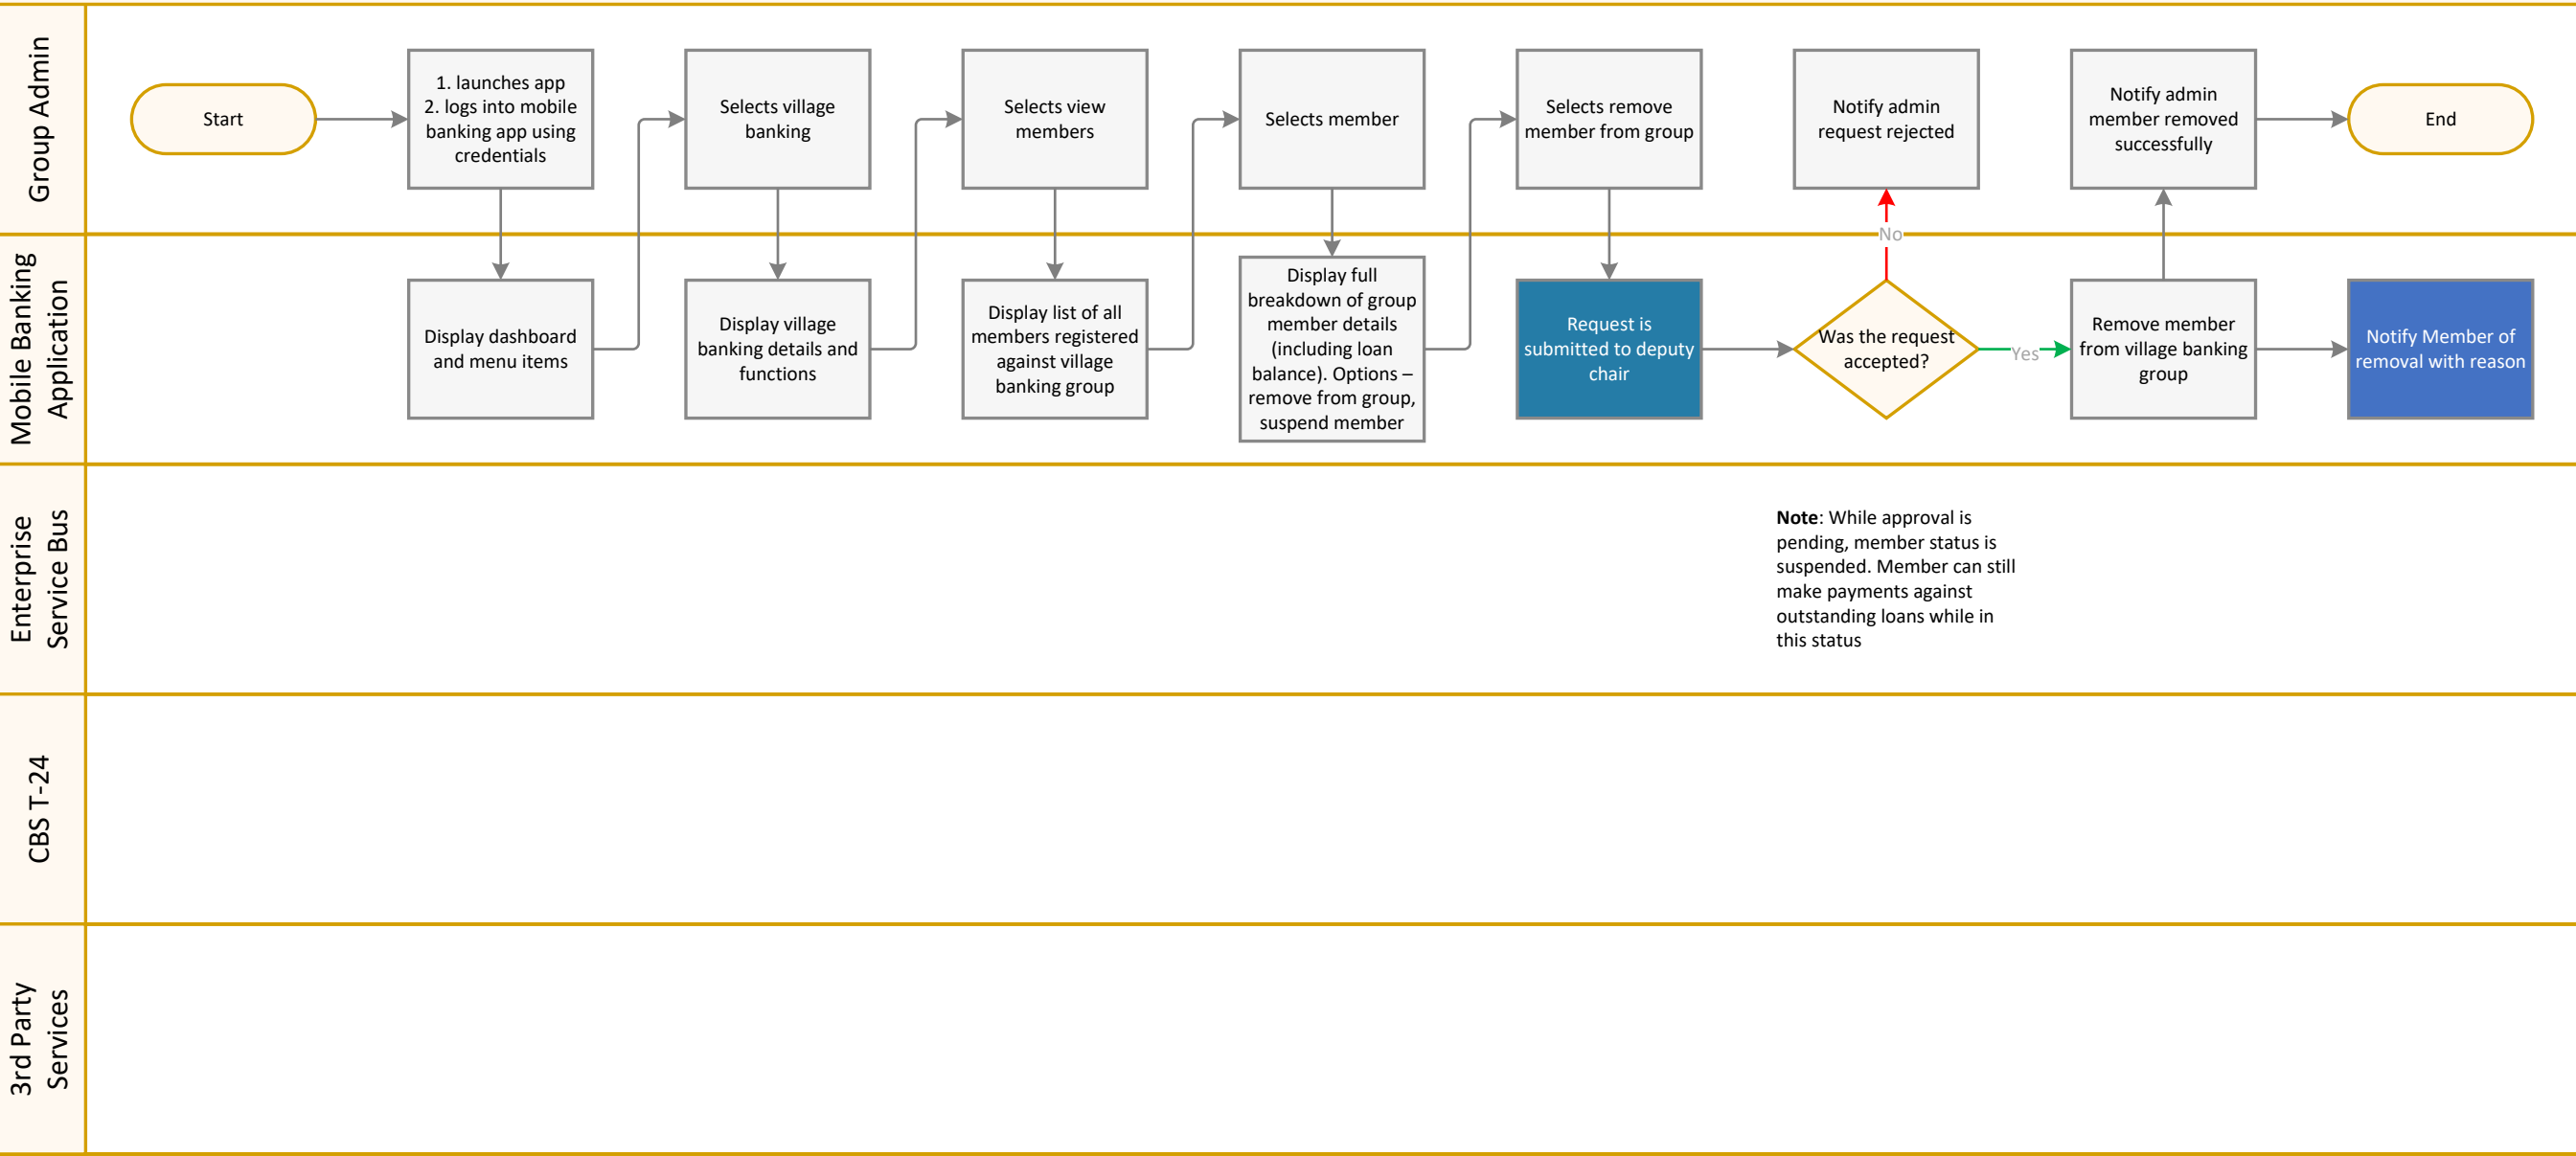 Group Admin
Start
1. launches app
2. logs into mobile
banking app using
credentials
Selects village
banking
Selects view
members
Selects member
Selects remove
member from group
Notify admin
request rejected
Notify admin
member removed
successfully
End
Mobile Banking
Application
Display dashboard
and menu items
Display village
banking details and
functions
Display list of all
members registered
against village
banking group
Display full
breakdown of group
member details
(including loan
balance). Options –
remove from group,
suspend member
Request is
submitted to deputy
chair
No
Was the request
accepted?
Yes
Remove member
from village banking
group
Notify Member of
removal with reason
Enterprise
Service Bus
Note: While approval is
pending, member status is
suspended. Member can still
make payments against
outstanding loans while in
this status
CBS T-24
3rd Party
Services